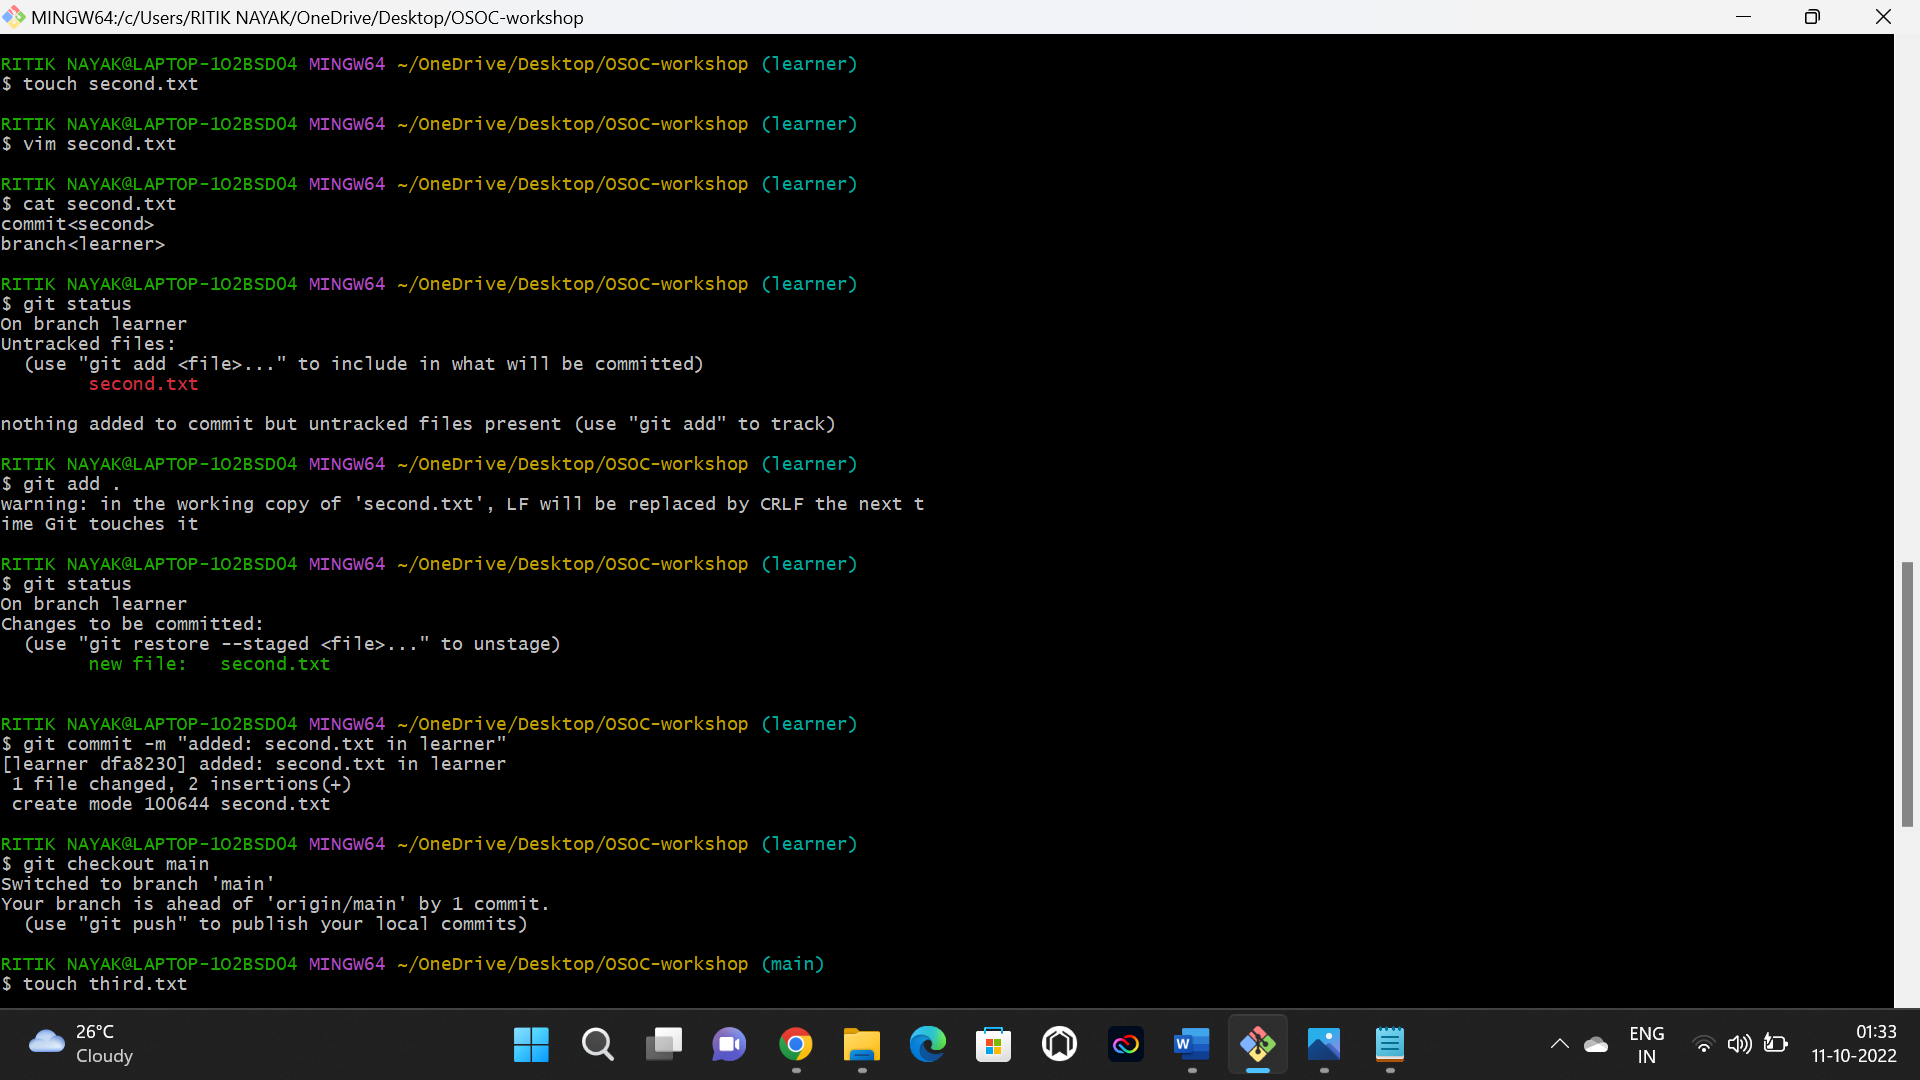 MINGW64:/c/Users/RITIK NAYAK/OneDrive/Desktop/OSOC-workshop
RITIK NAYAK@LAPTOP-1O2BSDO4 MINGW64 ~/OneDrive/Desktop/OSOC-workshop (learner)
$ touch second.txt
RITIK NAYAK@LAPTOP-1O2BSDO4 MINGW64 ~/OneDrive/Desktop/OSOC-workshop (learner)
$ vim second.txt
RITIK NAYAK@LAPTOP-1O2BSDO4 MINGW64 ~/OneDrive/Desktop/OSOC-workshop (learner)
$ cat second.txt
commit<second>
branch<learner>
RITIK NAYAK@LAPTOP-1O2BSDO4 MINGW64 ~/OneDrive/Desktop/OSOC-workshop (learner)
$ git status
On branch learner
Untracked files:
  (use "git add <file>..." to include in what will be committed)
        second.txt
nothing added to commit but untracked files present (use "git add" to track)
RITIK NAYAK@LAPTOP-1O2BSDO4 MINGW64 ~/OneDrive/Desktop/OSOC-workshop (learner)
$ git add .
warning: in the working copy of 'second.txt', LF will be replaced by CRLF the next t
ime Git touches it
RITIK NAYAK@LAPTOP-1O2BSDO4 MINGW64 ~/OneDrive/Desktop/OSOC-workshop (learner)
$ git status
On branch learner
Changes to be committed:
  (use "git restore --staged <file>..." to unstage)
        new file:   second.txt
RITIK NAYAK@LAPTOP-1O2BSDO4 MINGW64 ~/OneDrive/Desktop/OSOC-workshop (learner)
$ git commit -m "added: second.txt in learner"
[learner dfa8230] added: second.txt in learner
 1 file changed, 2 insertions(+)
 create mode 100644 second.txt
RITIK NAYAK@LAPTOP-1O2BSDO4 MINGW64 ~/OneDrive/Desktop/OSOC-workshop (learner)
$ git checkout main
Switched to branch 'main'
Your branch is ahead of 'origin/main' by 1 commit.
  (use "git push" to publish your local commits)
RITIK NAYAK@LAPTOP-1O2BSDO4 MINGW64 ~/OneDrive/Desktop/OSOC-workshop (main)
$ touch third.txt
26°C
Cloudy
W
ENG
IN
01:33
11-10-2022